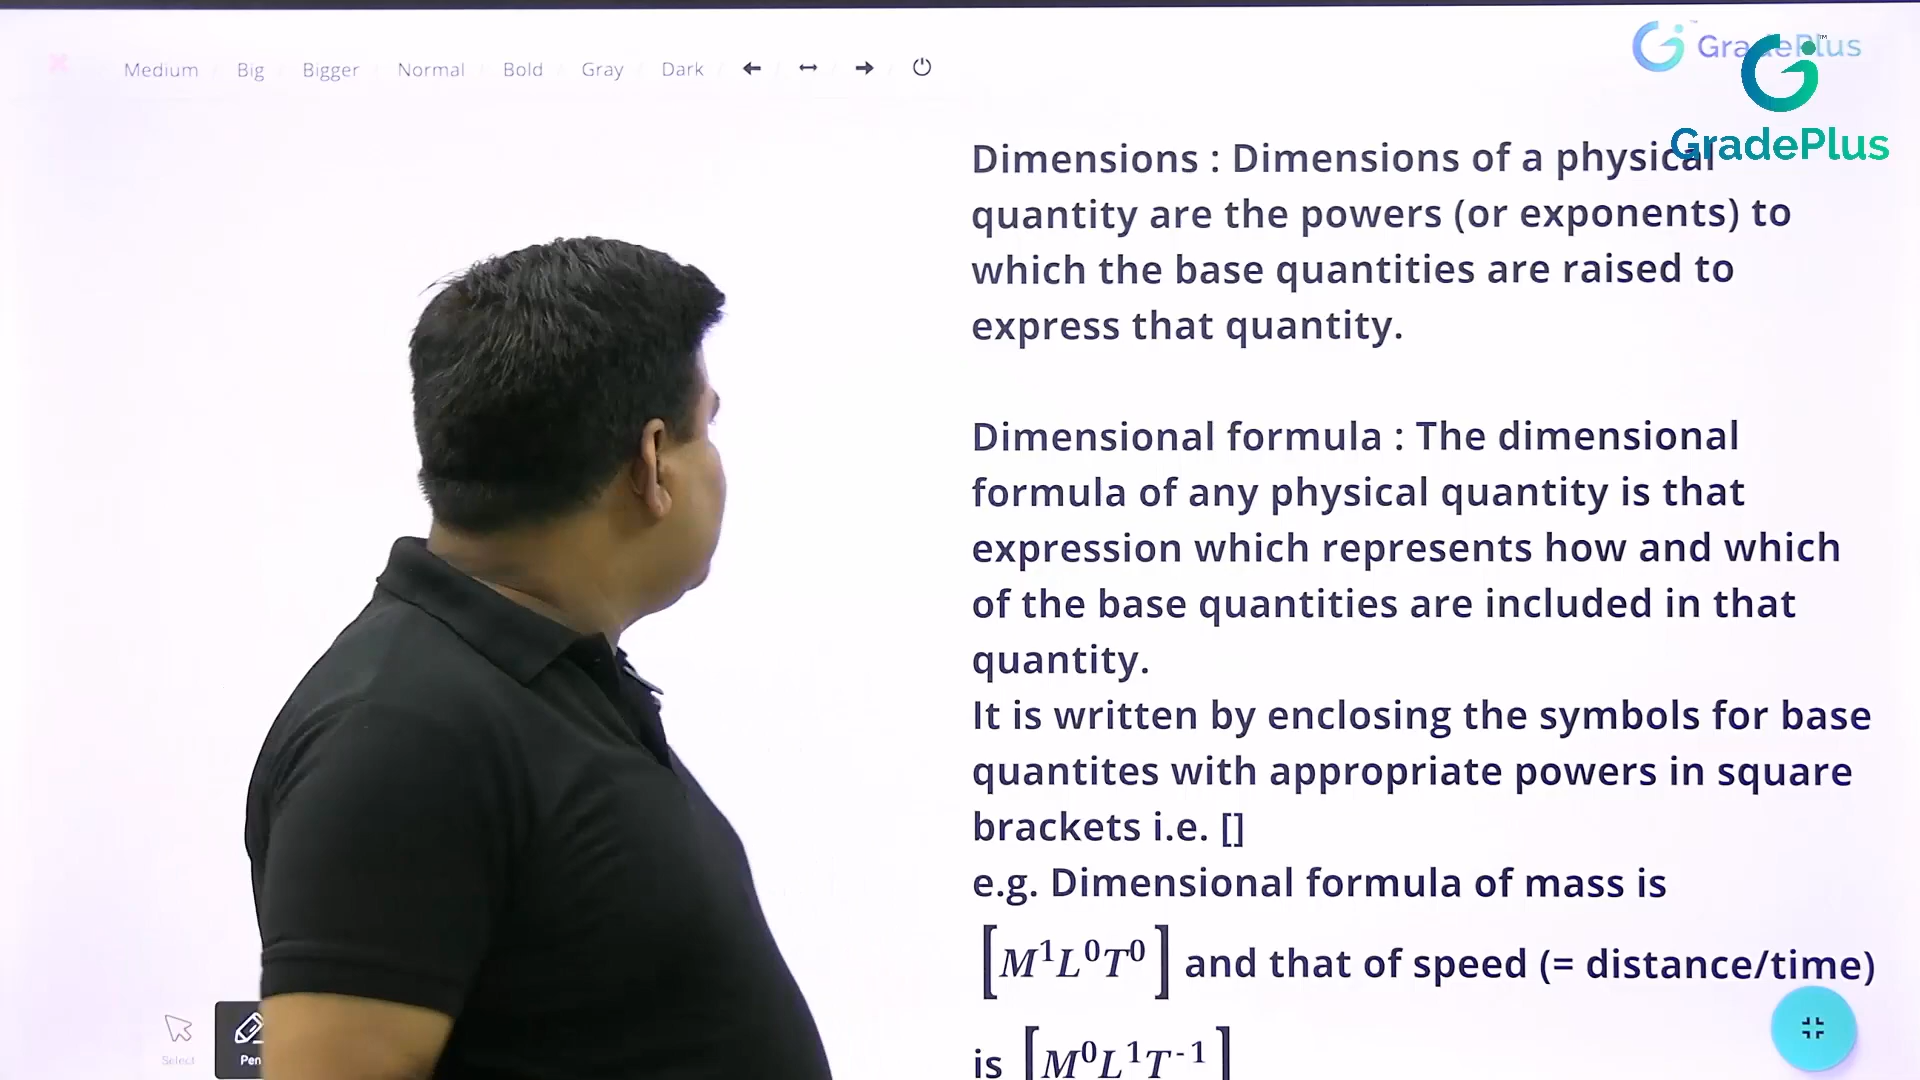 Medium / Big / Bigger / Normal / Bold / Gray / Dark /
GradePlus
GradePlus
Dimensions : Dimensions of a physical
quantity are the powers (or exponents) to
which the base quantities are raised to
express that quantity.
Dimensional formula : The dimensional
formula of any physical quantity is that
expression which represents how and which
of the base quantities are included in that
quantity.
It is written by enclosing the symbols for base
quantites with appropriate powers in square
brackets i.e. []
e.g. Dimensional formula of mass is
[M¹L⁰T⁰] and that of speed (= distance/time)
is [M⁰L¹T⁻¹]
Select
Pen